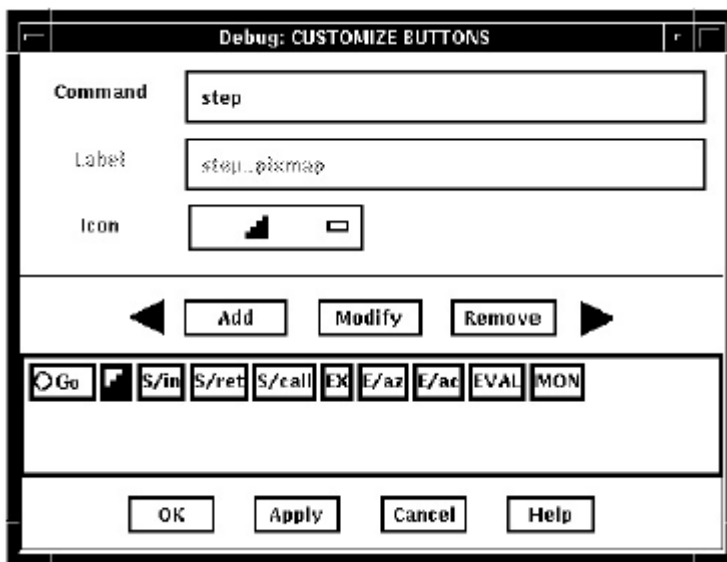 Debug: CUSTOMIZE BUTTONS
Command step
Label step_pixmap
Icon
Add Modify Remove
Go S/in S/ret S/call EX E/az E/ac EVAL MON
OK Apply Cancel Help